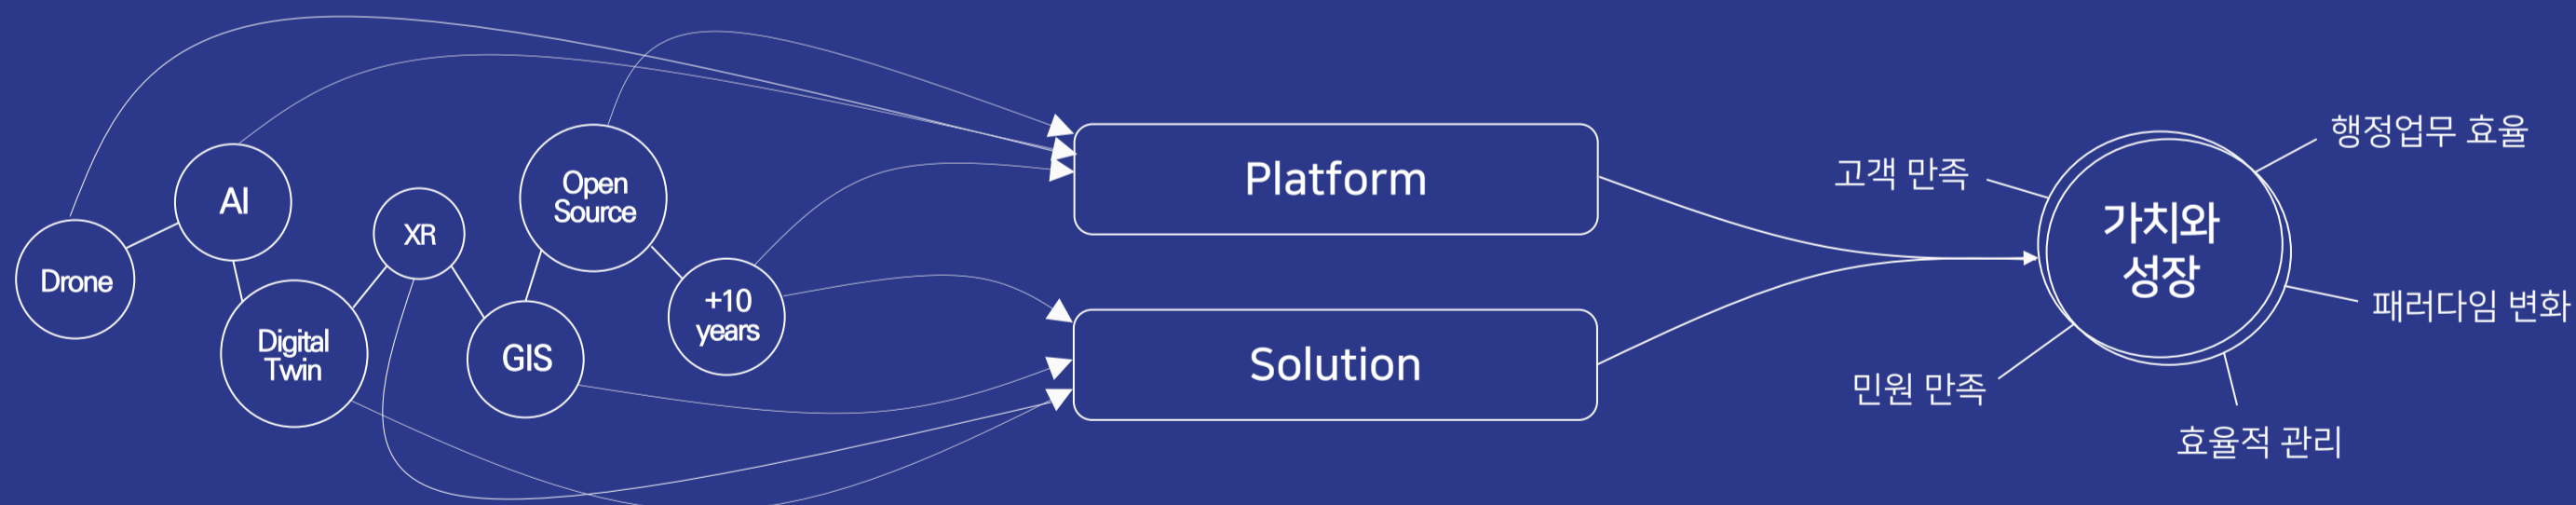 Drone
AI
Digital
Twin
XR
GIS
Open
Source
+10
years
Platform
Solution
고객 만족
민원 만족
가치와
성장
행정업무 효율
패러다임 변화
효율적 관리